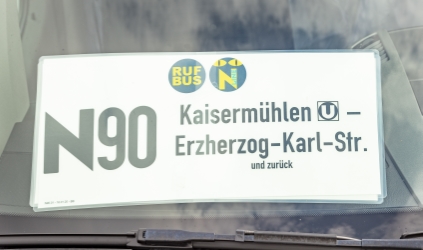 RUF
BUS
N
N90
Kaisermühlen U –
Erzherzog-Karl-Str.
und zurück